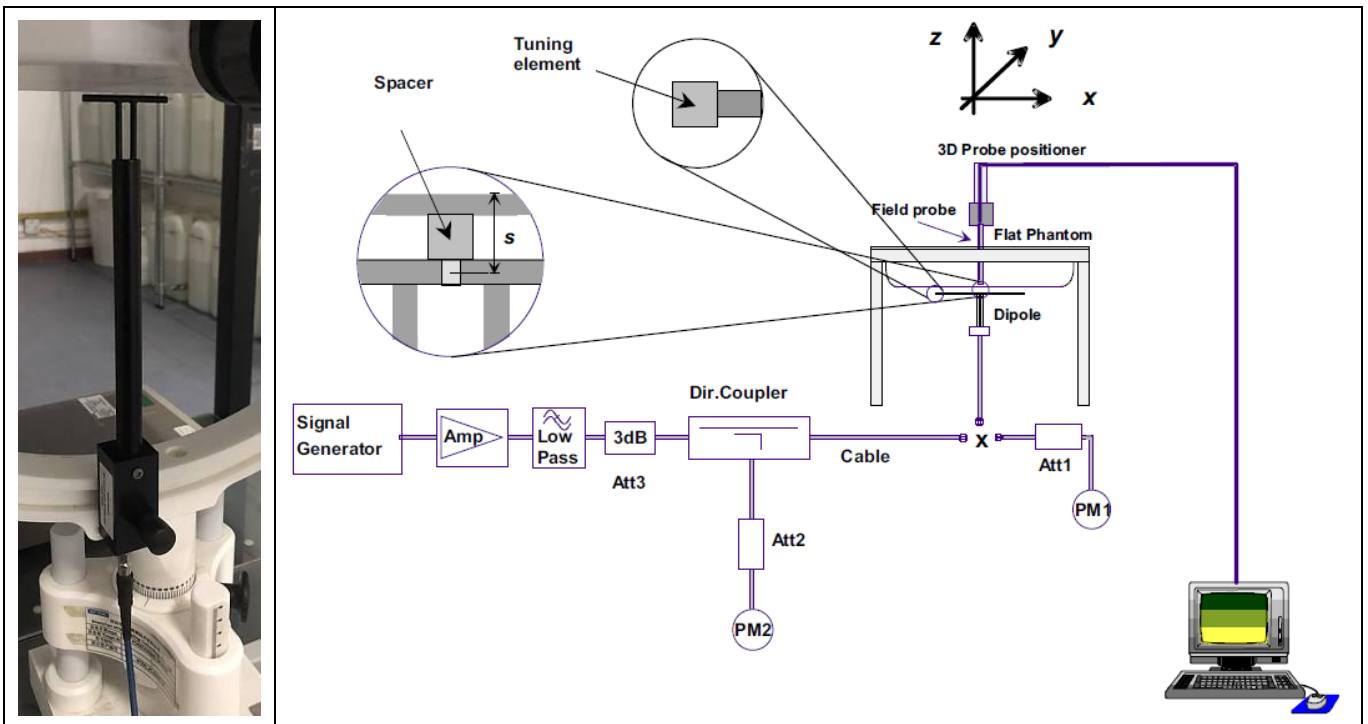 Tuning
element
Spacer
z
y
x
3D Probe positioner
Field probe
Flat Phantom
s
Dipole
Dir.Coupler
Signal
Generator
Amp
Low
Pass
3dB
Att3
Cable
x
Att1
PM1
Att2
PM2